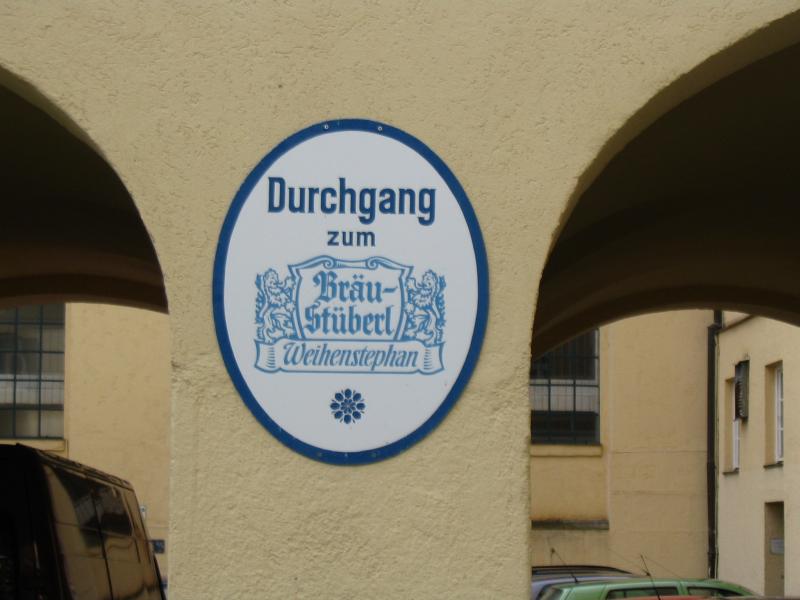 Durchgang
zum
Bräu-
Stüberl
Weihenstephan